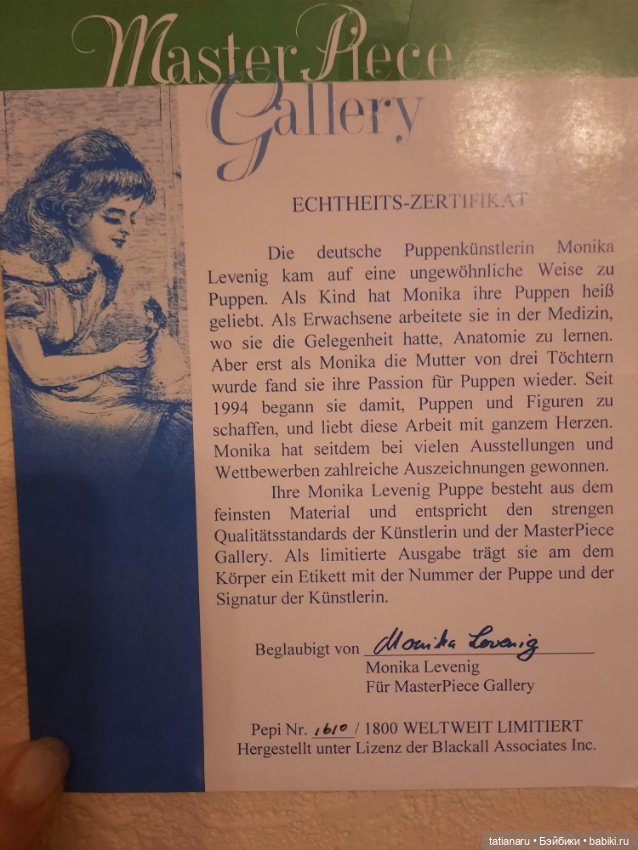 MasterPiece
Gallery
ECHTHEITS-ZERTIFIKAT
Die deutsche Puppenkünstlerin Monika
Levenig kam auf eine ungewöhnliche Weise zu
Puppen. Als Kind hat Monika ihre Puppen heiß
geliebt. Als Erwachsene arbeitete sie in der Medizin,
wo sie die Gelegenheit hatte, Anatomie zu lernen.
Aber erst als Monika die Mutter von drei Töchtern
wurde fand sie ihre Passion für Puppen wieder. Seit
1994 begann sie damit, Puppen und Figuren zu
schaffen, und liebt diese Arbeit mit ganzem Herzen.
Monika hat seitdem bei vielen Ausstellungen und
Wettbewerben zahlreiche Auszeichnungen gewonnen.
Ihre Monika Levenig Puppe besteht aus dem
feinsten Material und entspricht den strengen
Qualitätsstandards der Künstlerin und der MasterPiece
Gallery. Als limitierte Ausgabe trägt sie am dem
Körper ein Etikett mit der Nummer der Puppe und der
Signatur der Künstlerin.
Beglaubigt von Monika Levenig
Monika Levenig
Für MasterPiece Gallery
Pepi Nr. 1610 / 1800 WELTWEIT LIMITIERT
Hergestellt unter Lizenz der Blackall Associates Inc.
tatianaru • Бэйбики • babiki.ru